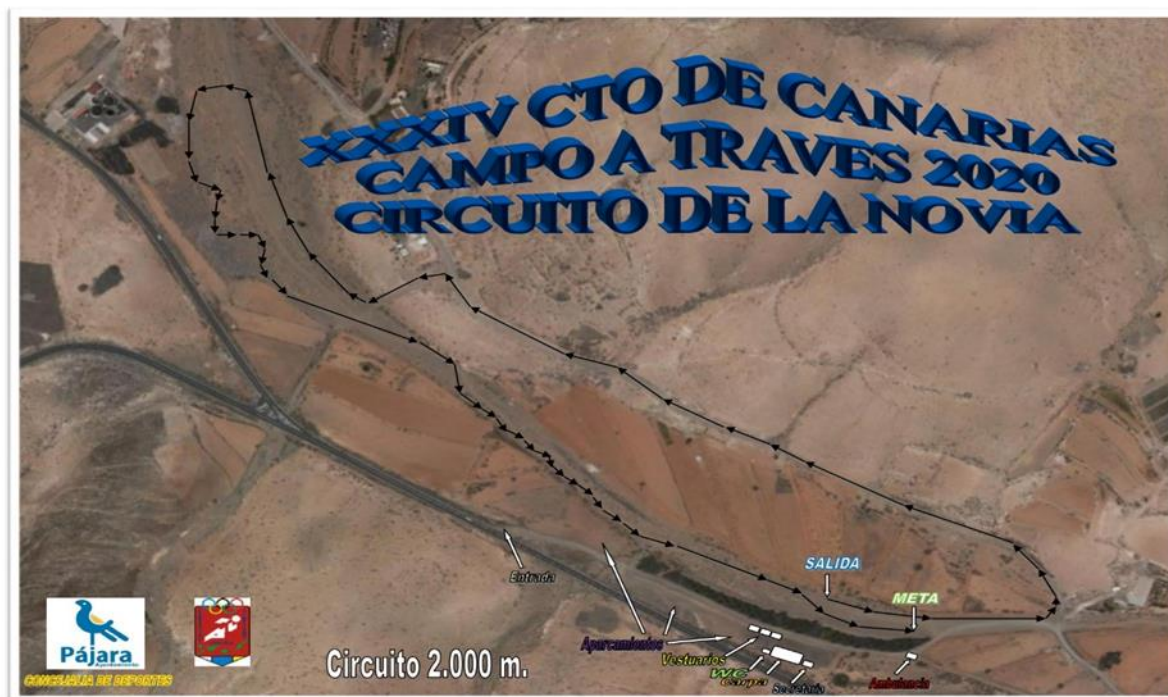 XXXIV CTO DE CANARIAS
CAMPO A TRAVES 2020
CIRCUITO DE LA NOVIA
SALIDA
META
Entrada
Aparcamientos
Vestuarios
WC
Carpa
Secretaria
Ambulancia
Pájara
Ayuntamiento
CONCEJALIA DE DEPORTES
Circuito 2.000 m.